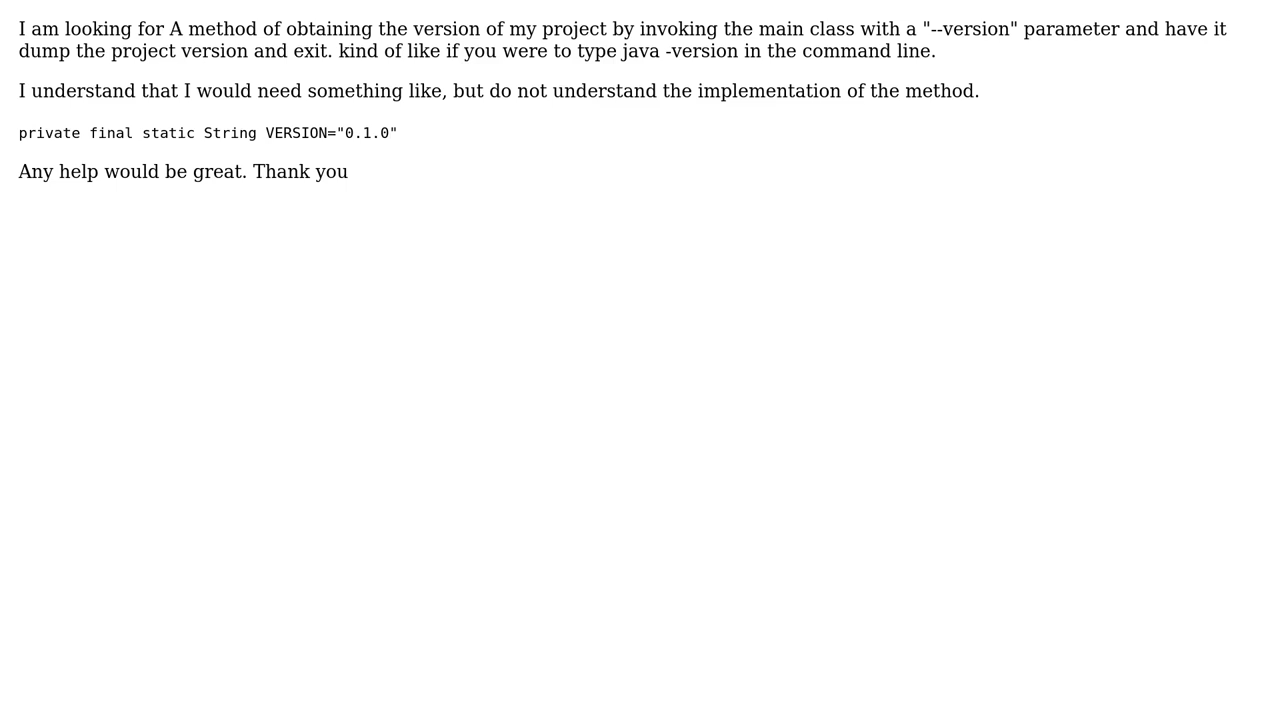 I am looking for A method of obtaining the version of my project by invoking the main class with a "--version" parameter and have it
dump the project version and exit. kind of like if you were to type java -version in the command line.
I understand that I would need something like, but do not understand the implementation of the method.
private final static String VERSION="0.1.0"
Any help would be great. Thank you